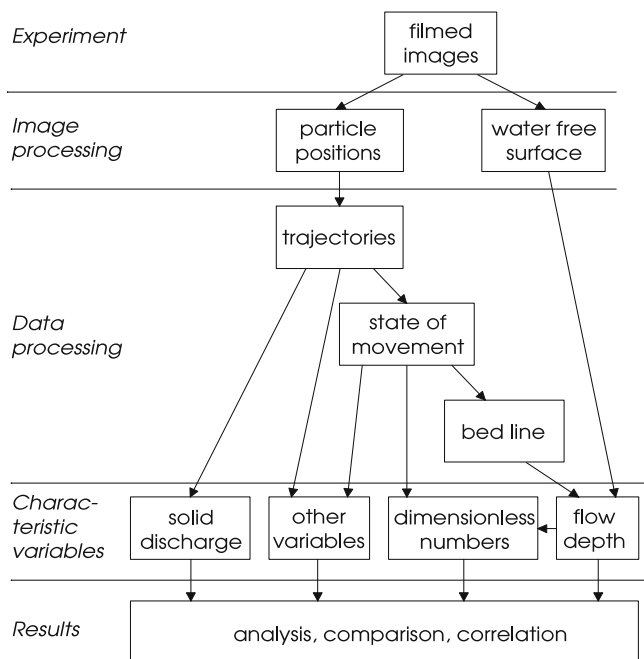 Experiment
filmed
images
Image
processing
particle
positions
water free
surface
trajectories
Data
processing
state of
movement
bed line
Charac-
teristic
variables
solid
discharge
other
variables
dimensionless
numbers
flow
depth
Results
analysis, comparison, correlation